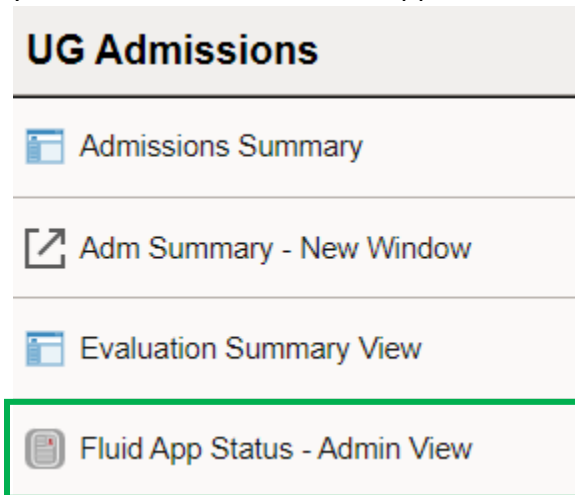 UG Admissions
Admissions Summary
Adm Summary - New Window
Evaluation Summary View
Fluid App Status - Admin View